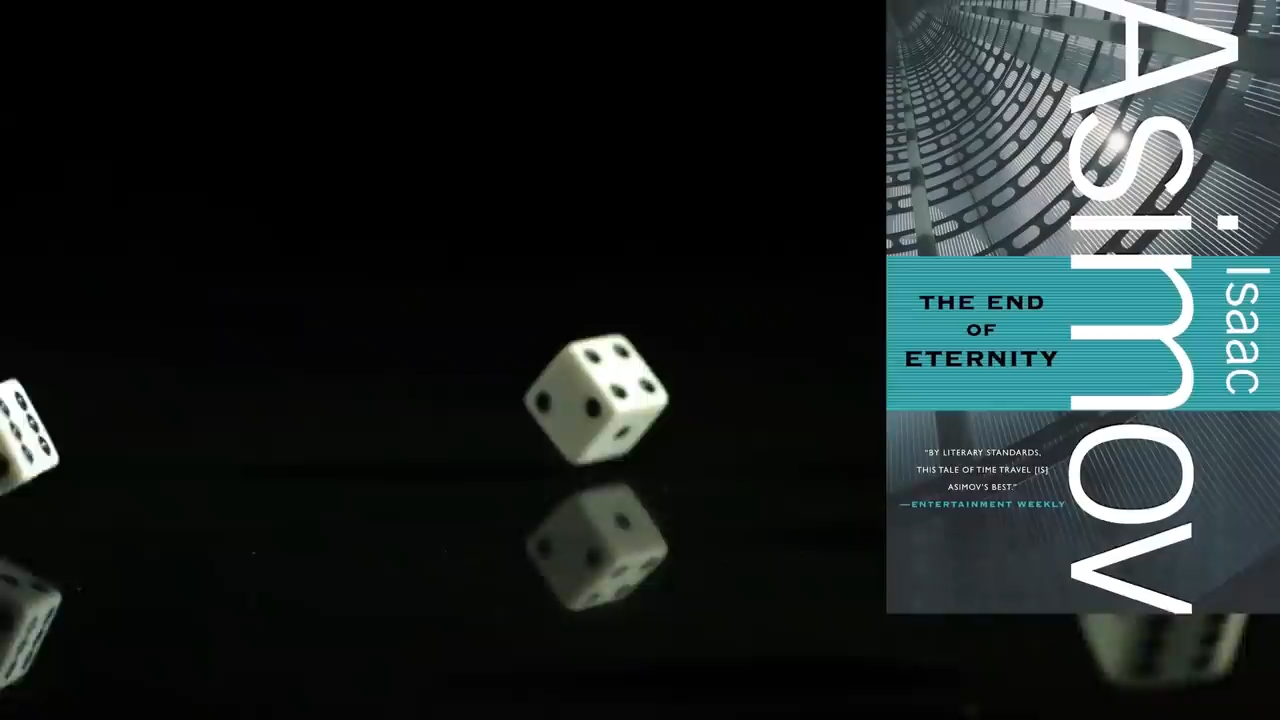 Isaac
Asimov
THE END
OF
ETERNITY
"BY LITERARY STANDARDS,
THIS TALE OF TIME TRAVEL [IS]
ASIMOV'S BEST."
—ENTERTAINMENT WEEKLY